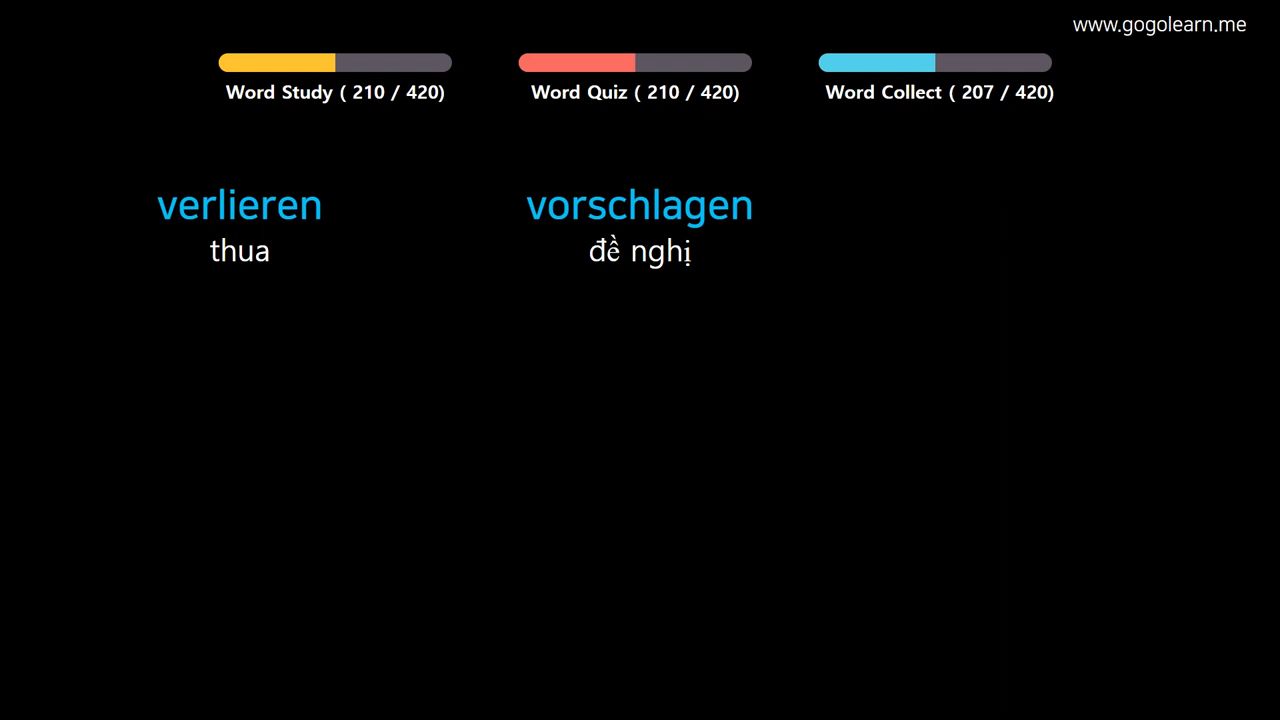 www.gogolearn.me
Word Study ( 210 / 420)
Word Quiz ( 210 / 420)
Word Collect ( 207 / 420)
verlieren
thua
vorschlagen
đề nghị